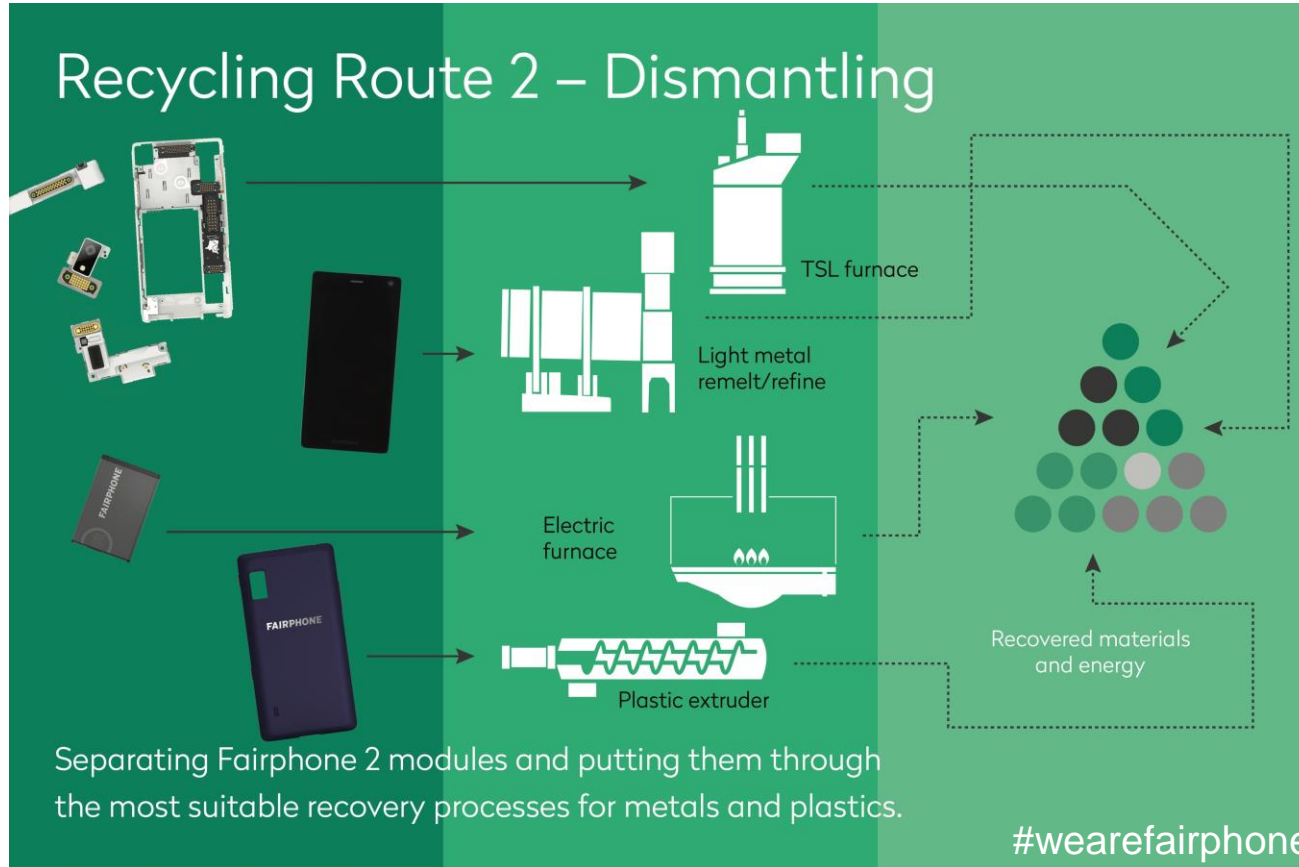 Recycling Route 2 – Dismantling
TSL furnace
Light metal
remelt/refine
FAIRPHONE
Electric
furnace
FAIRPHONE
Recovered materials
and energy
Plastic extruder
Separating Fairphone 2 modules and putting them through
the most suitable recovery processes for metals and plastics.
#wearefairphone